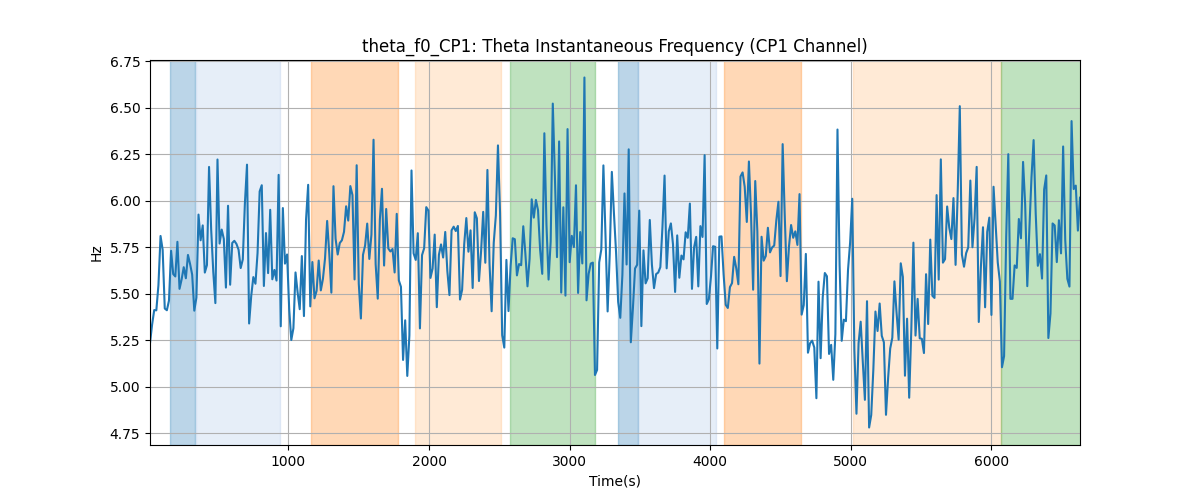 theta_f0_CP1: Theta Instantaneous Frequency (CP1 Channel)
6.75
6.50
6.25
6.00
5.75
5.50
5.25
5.00
4.75
Hz
1000 2000 3000 4000 5000 6000
Time(s)